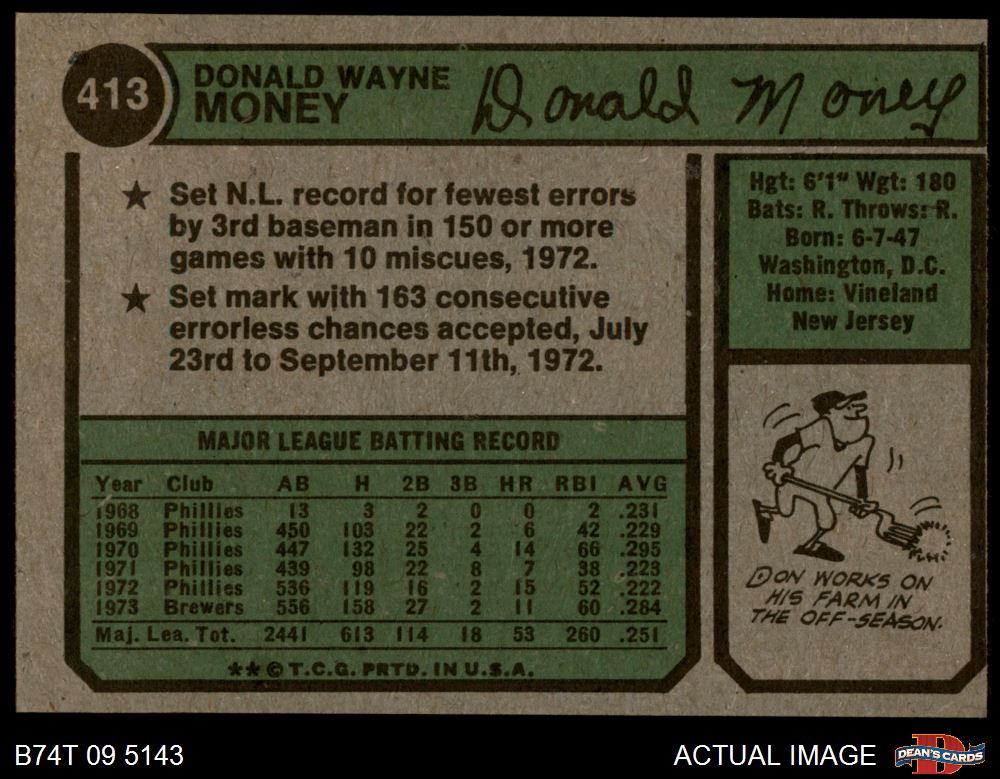 413
DONALD WAYNE
MONEY
Donald Money
★ Set N.L. record for fewest errors
by 3rd baseman in 150 or more
games with 10 miscues, 1972.
★ Set mark with 163 consecutive
errorless chances accepted, July
23rd to September 11th, 1972.
Hgt: 6'1" Wgt: 180
Bats: R. Throws: R.
Born: 6-7-47
Washington, D.C.
Home: Vineland
New Jersey
MAJOR LEAGUE BATTING RECORD
Year Club AB H 2B 3B HR RBI AVG
1968 Phillies 13 3 2 0 0 2 .231
1969 Phillies 450 103 22 2 6 42 .229
1970 Phillies 447 132 25 4 14 66 .295
1971 Phillies 439 98 22 8 7 38 .223
1972 Phillies 536 119 16 2 15 52 .222
1973 Brewers 556 158 27 2 11 60 .284
Maj. Lea. Tot. 2441 613 114 18 53 260 .251
★★ © T.C.G. PRTD. IN U.S.A.
DON WORKS ON
HIS FARM IN
THE OFF-SEASON.
B74T 09 5143
ACTUAL IMAGE
DEAN'S CARDS